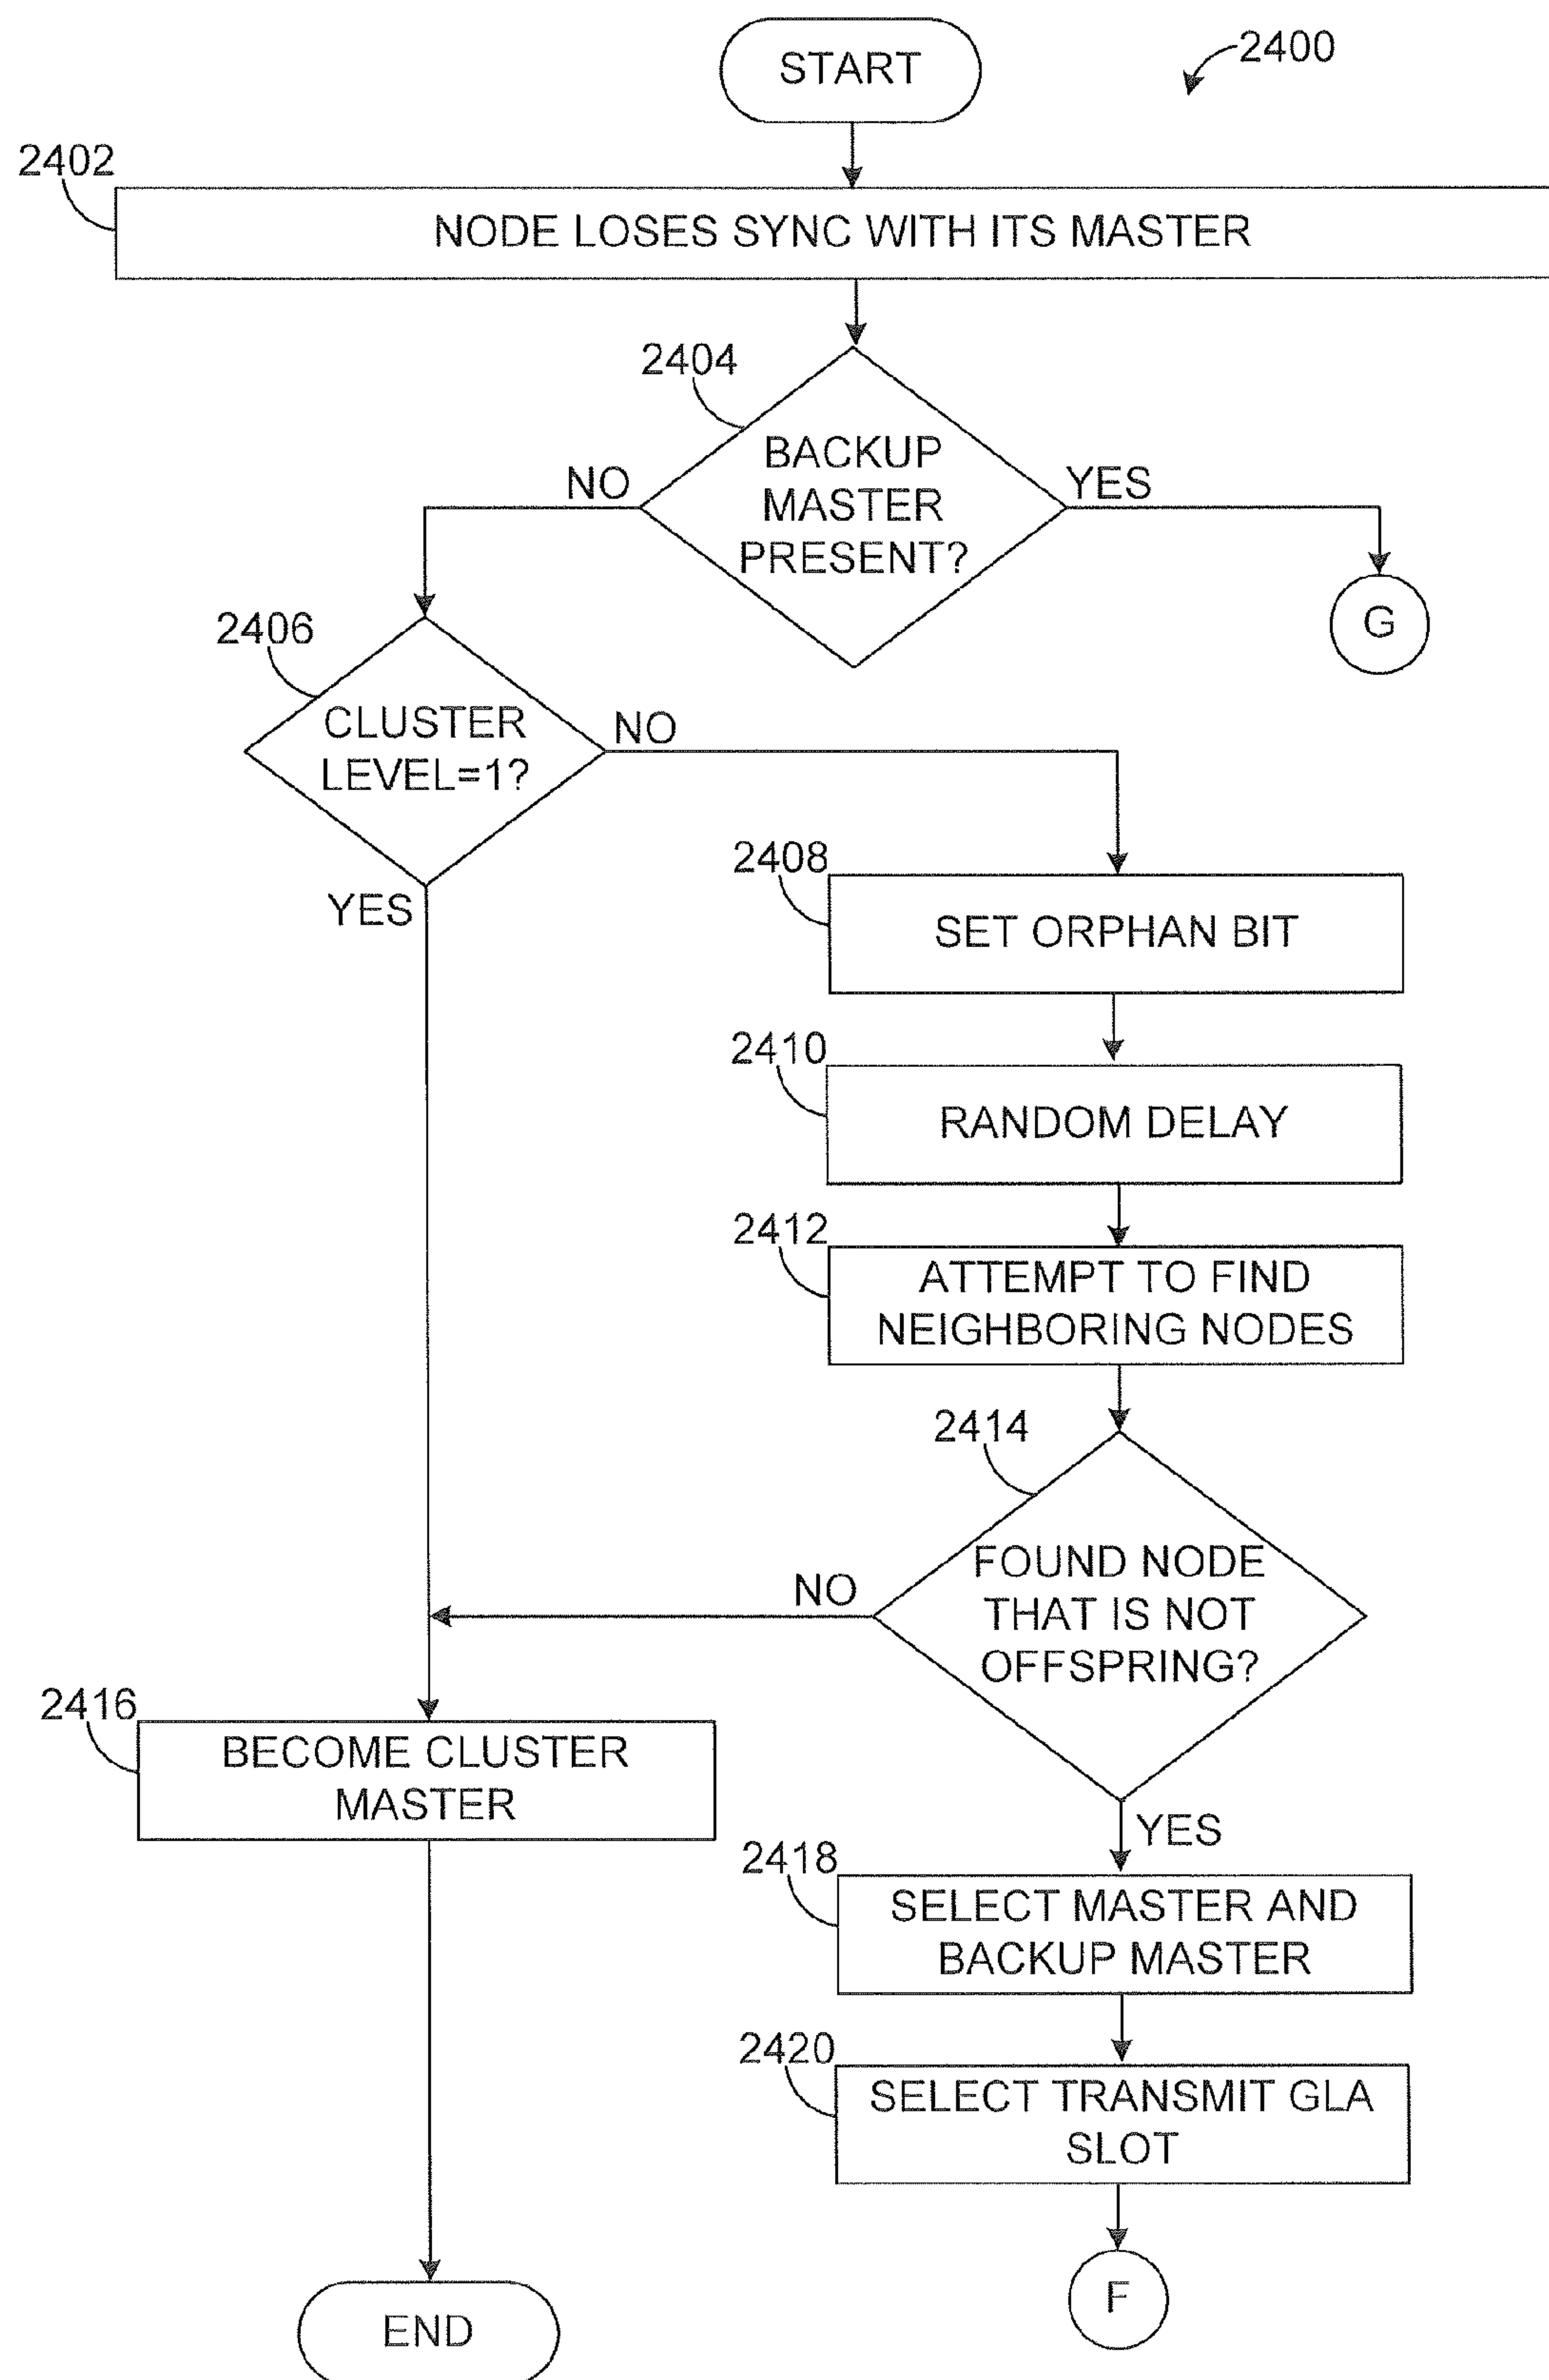 START
2400
2402
NODE LOSES SYNC WITH ITS MASTER
2404
BACKUP
MASTER
PRESENT?
NO
YES
G
2406
CLUSTER
LEVEL=1?
NO
YES
2408
SET ORPHAN BIT
2410
RANDOM DELAY
2412
ATTEMPT TO FIND
NEIGHBORING NODES
2414
FOUND NODE
THAT IS NOT
OFFSPRING?
NO
YES
2416
BECOME CLUSTER
MASTER
2418
SELECT MASTER AND
BACKUP MASTER
2420
SELECT TRANSMIT GLA
SLOT
F
END